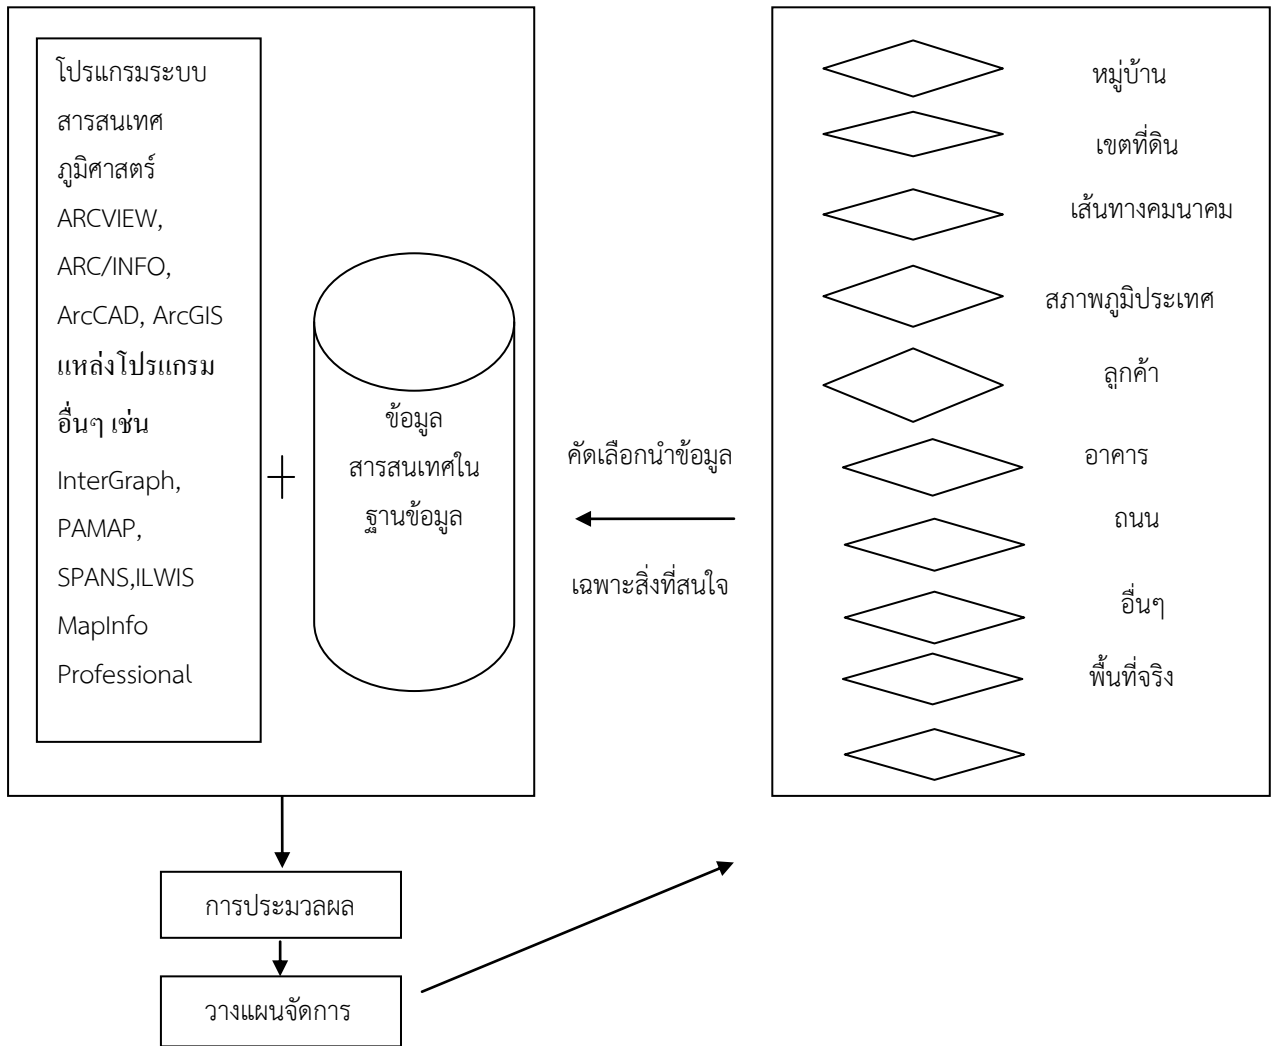 โปรแกรมระบบ
สารสนเทศ
ภูมิศาสตร์
ARCVIEW,
ARC/INFO,
ArcCAD, ArcGIS
แหล่งโปรแกรม
อื่นๆ เช่น
InterGraph,
PAMAP,
SPANS,ILWIS
MapInfo
Professional
+
ข้อมูล
สารสนเทศใน
ฐานข้อมูล
คัดเลือกนำข้อมูล
เฉพาะสิ่งที่สนใจ
หมู่บ้าน
เขตที่ดิน
เส้นทางคมนาคม
สภาพภูมิประเทศ
ลูกค้า
อาคาร
ถนน
อื่นๆ
พื้นที่จริง
การประมวลผล
วางแผนจัดการ